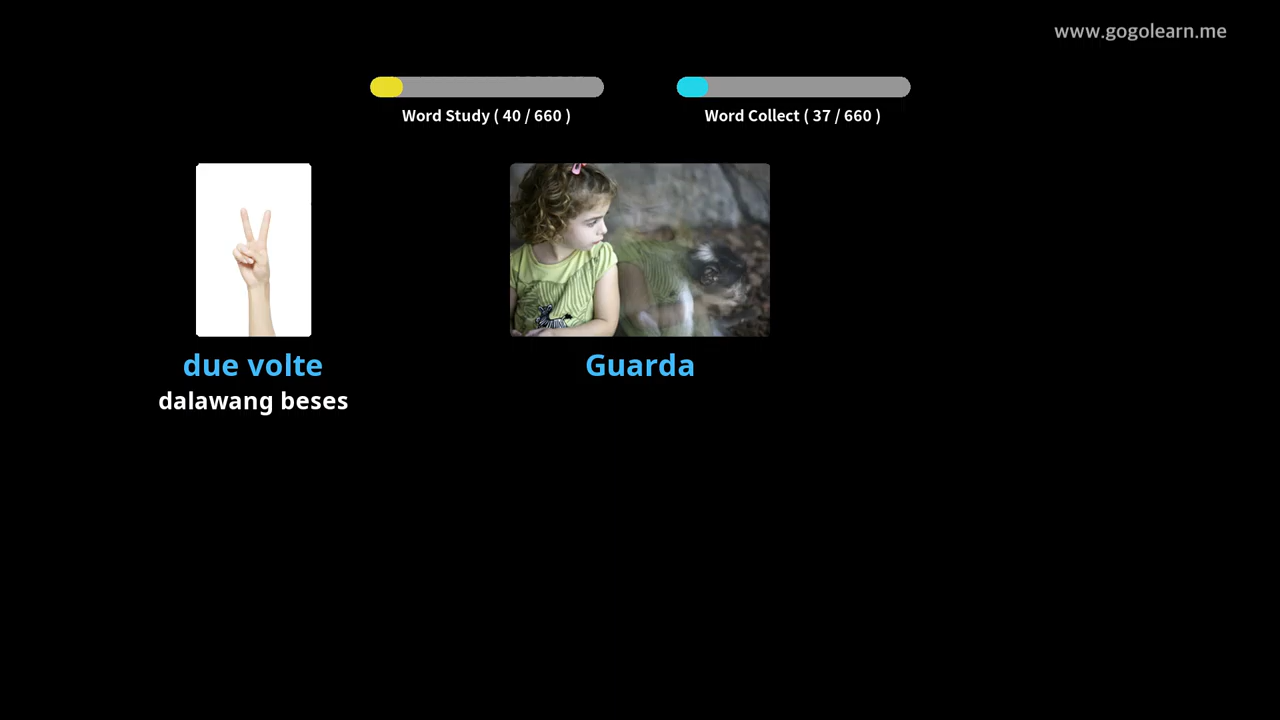 www.gogolearn.me
Word Study ( 40 / 660 )
Word Collect ( 37 / 660 )
due volte
dalawang beses
Guarda